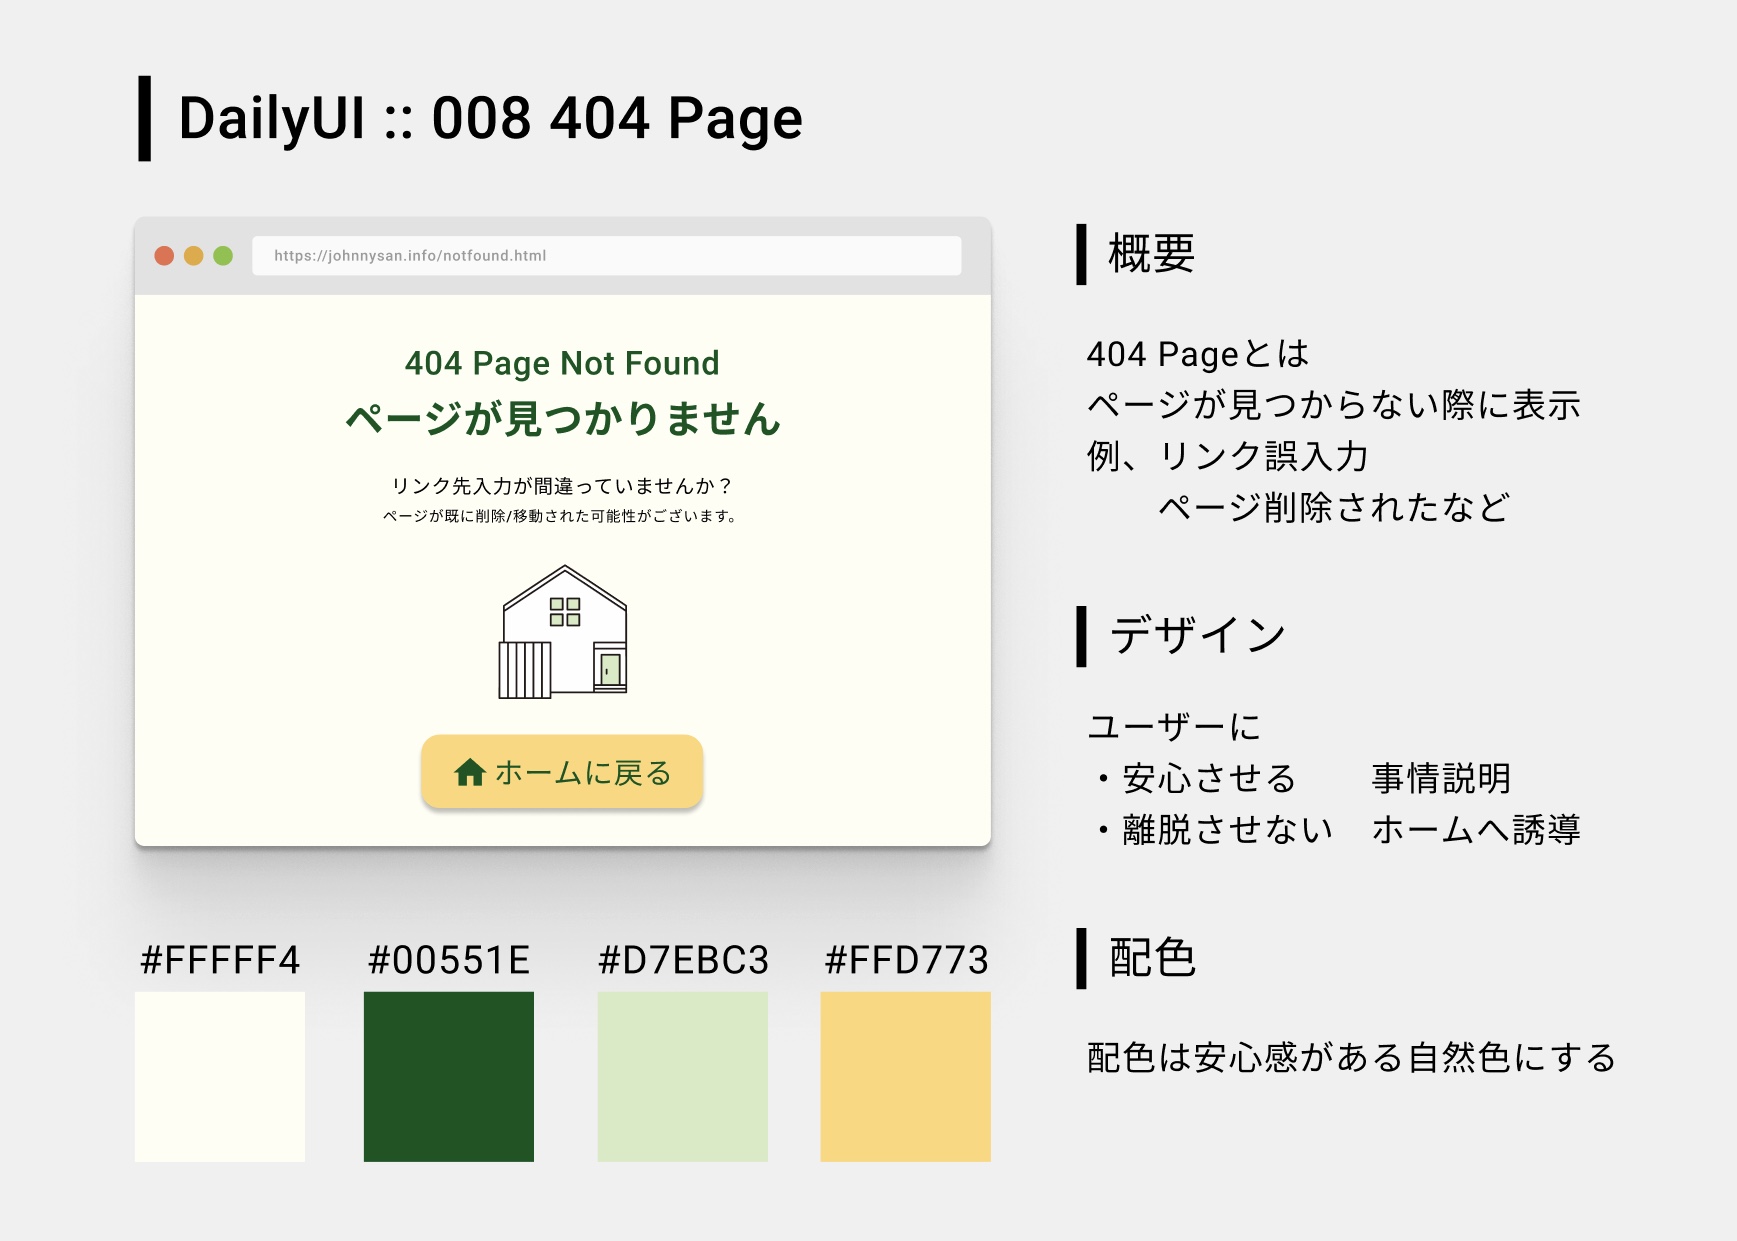 DailyUI :: 008 404 Page
https://johnnysan.info/notfound.html
404 Page Not Found
ページが見つかりません
リンク先入力が間違っていませんか？
ページが既に削除/移動された可能性がございます。
ホームに戻る
#FFFFF4
#00551E
#D7EBC3
#FFD773
概要
404 Pageとは
ページが見つからない際に表示
例、リンク誤入力
ページ削除されたなど
デザイン
ユーザーに
・安心させる　　事情説明
・離脱させない　ホームへ誘導
配色
配色は安心感がある自然色にする